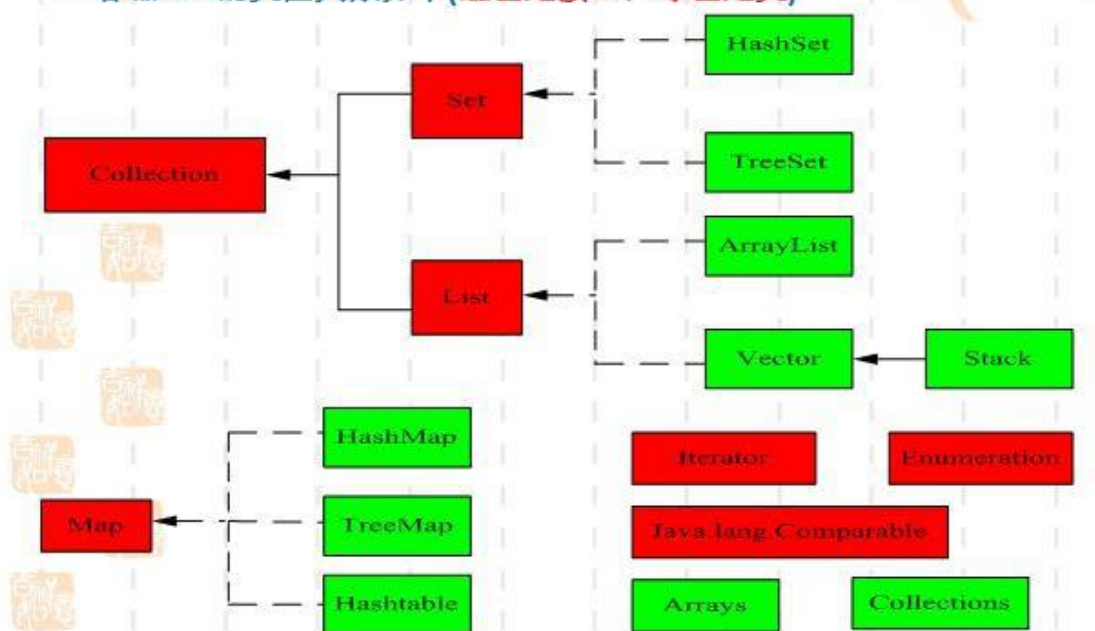 HashSet
Set
TreeSet
Collection
ArrayList
List
Vector
Stack
HashMap
Iterator
Enumeration
Map
TreeMap
Java.lang.Comparable
Hashtable
Arrays
Collections